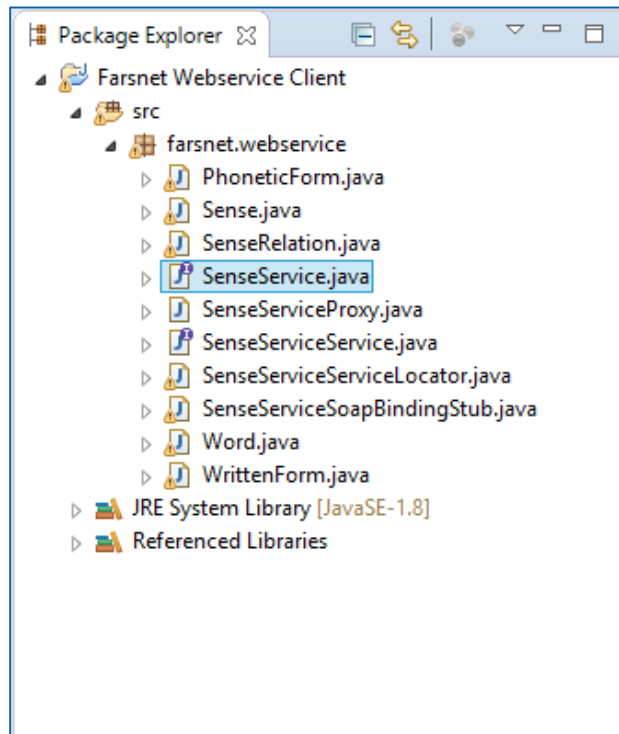 Package Explorer
Farsnet Webservice Client
src
farsnet.webservice
PhoneticForm.java
Sense.java
SenseRelation.java
SenseService.java
SenseServiceProxy.java
SenseServiceService.java
SenseServiceServiceLocator.java
SenseServiceSoapBindingStub.java
Word.java
WrittenForm.java
JRE System Library [JavaSE-1.8]
Referenced Libraries